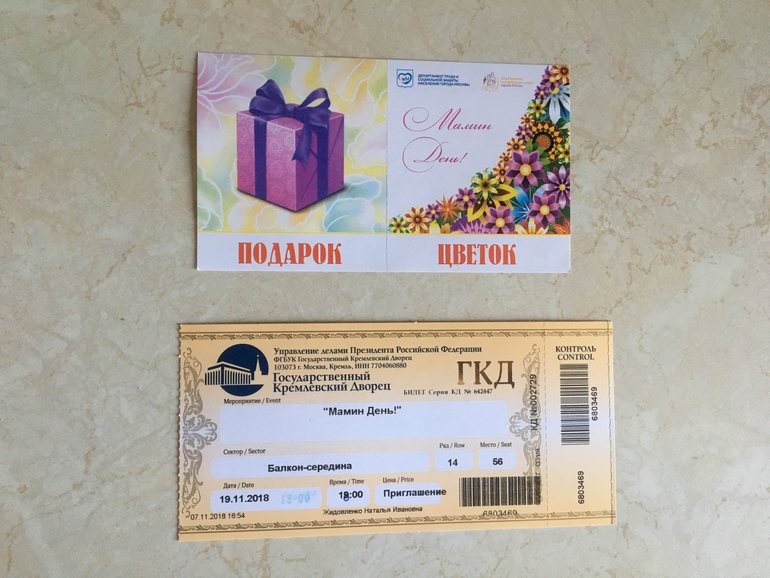 ДЕПАРТАМЕНТ ТРУДА И
СОЦИАЛЬНОЙ ЗАЩИТЫ
НАСЕЛЕНИЯ ГОРОДА МОСКВЫ
Мамин
День!
ПОДАРОК
ЦВЕТОК
Управление делами Президента Российской Федерации
ФГБУК Государственный Кремлевский Дворец
103073 г. Москва, Кремль, ИНН 7704060880
Государственный
Кремлевский Дворец
ГКД
БИЛЕТ Серия КД № 642447
Мероприятие / Event
"Мамин День!"
Сектор / Sector
Ряд / Row
Место / Seat
Балкон-середина
14
56
Дата / Date
Время / Time
Цена / Price
19.11.2018
18:00
Приглашение
07.11.2018 16:54
Жидовленко Наталья Ивановна
6803469
КД №002729
СЕРИЯ
КОНТРОЛЬ
CONTROL
6803469
6803469